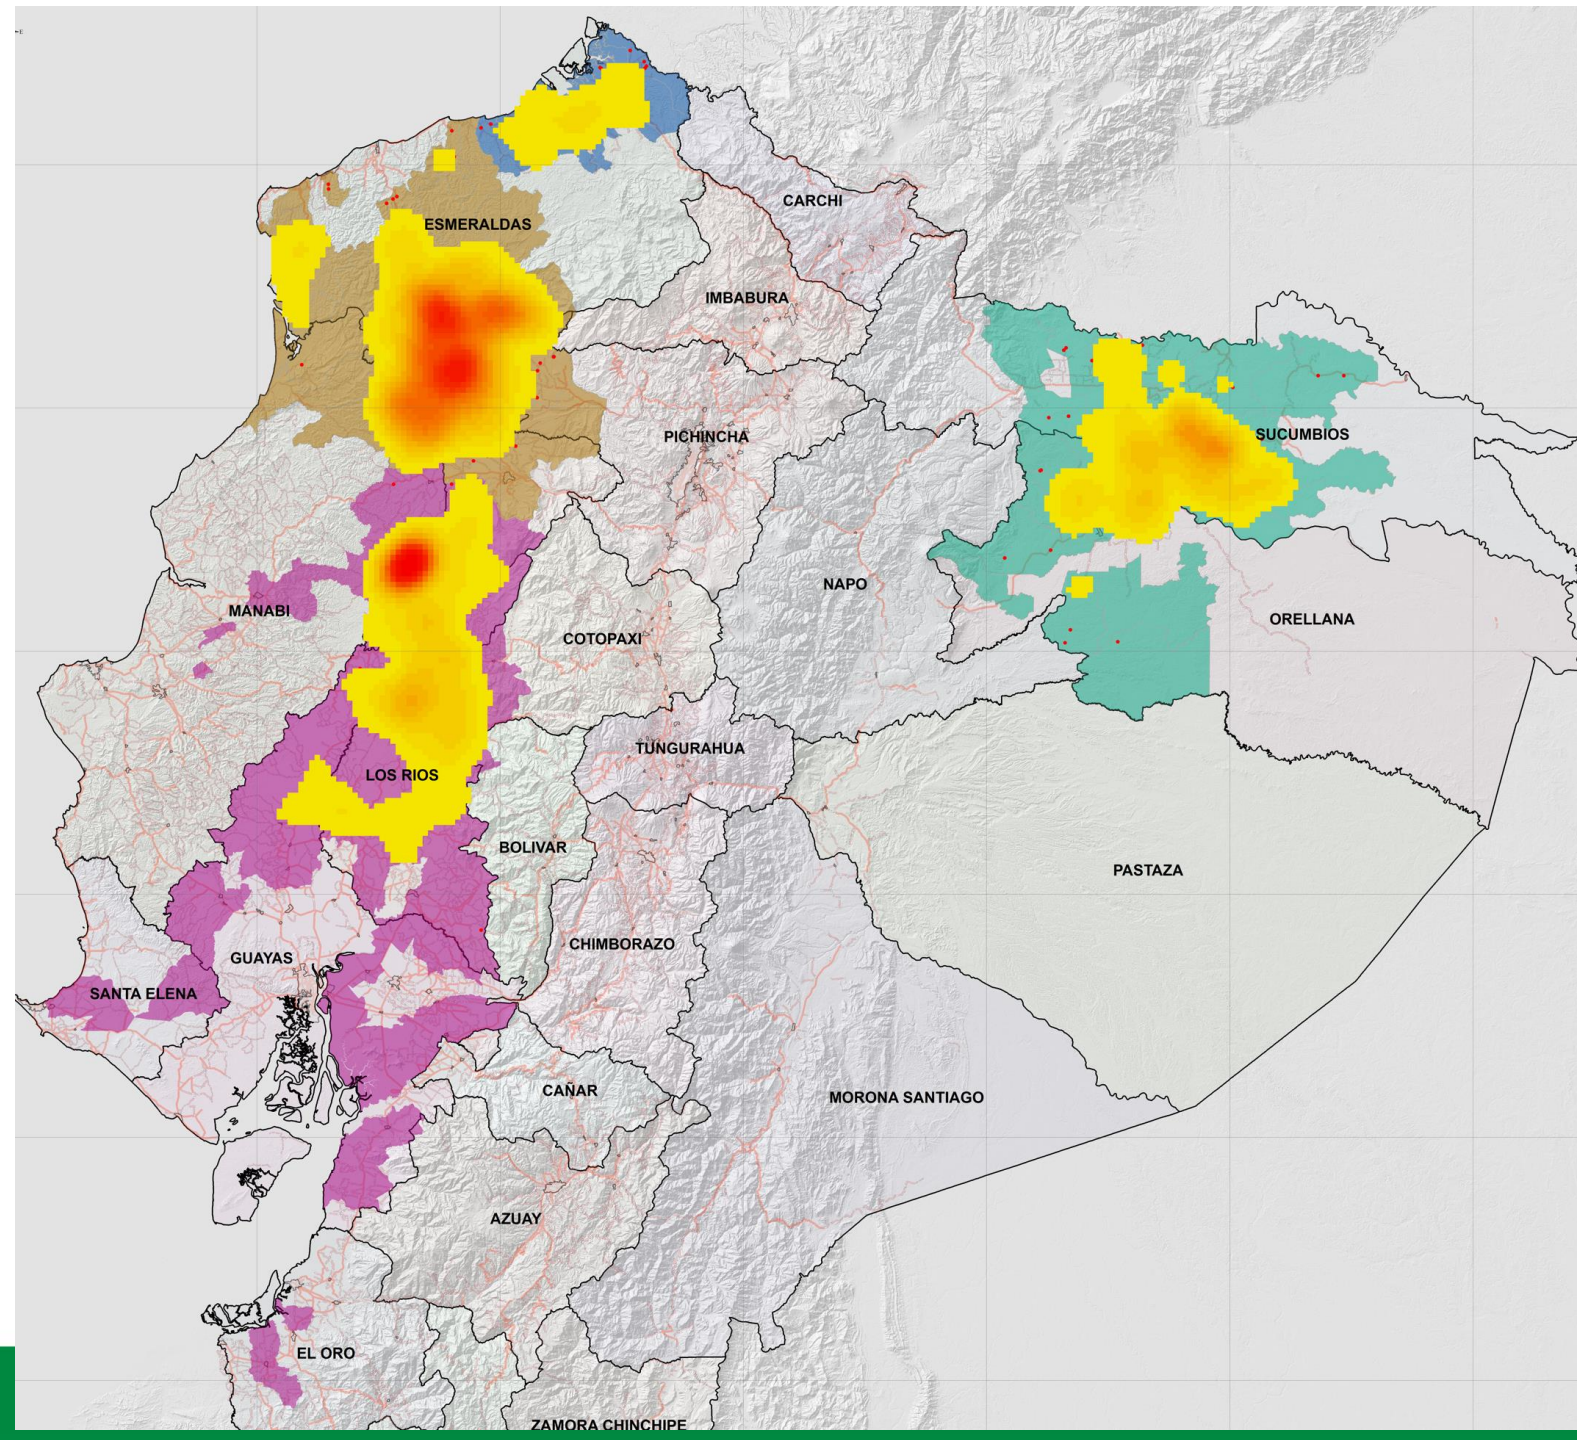 CARCHI
ESMERALDAS
IMBABURA
PICHINCHA
SUCUMBIOS
NAPO
MANABI
ORELLANA
COTOPAXI
TUNGURAHUA
LOS RIOS
BOLIVAR
PASTAZA
CHIMBORAZO
GUAYAS
SANTA ELENA
CAÑAR
MORONA SANTIAGO
AZUAY
EL ORO
ZAMORA CHINCHIPE